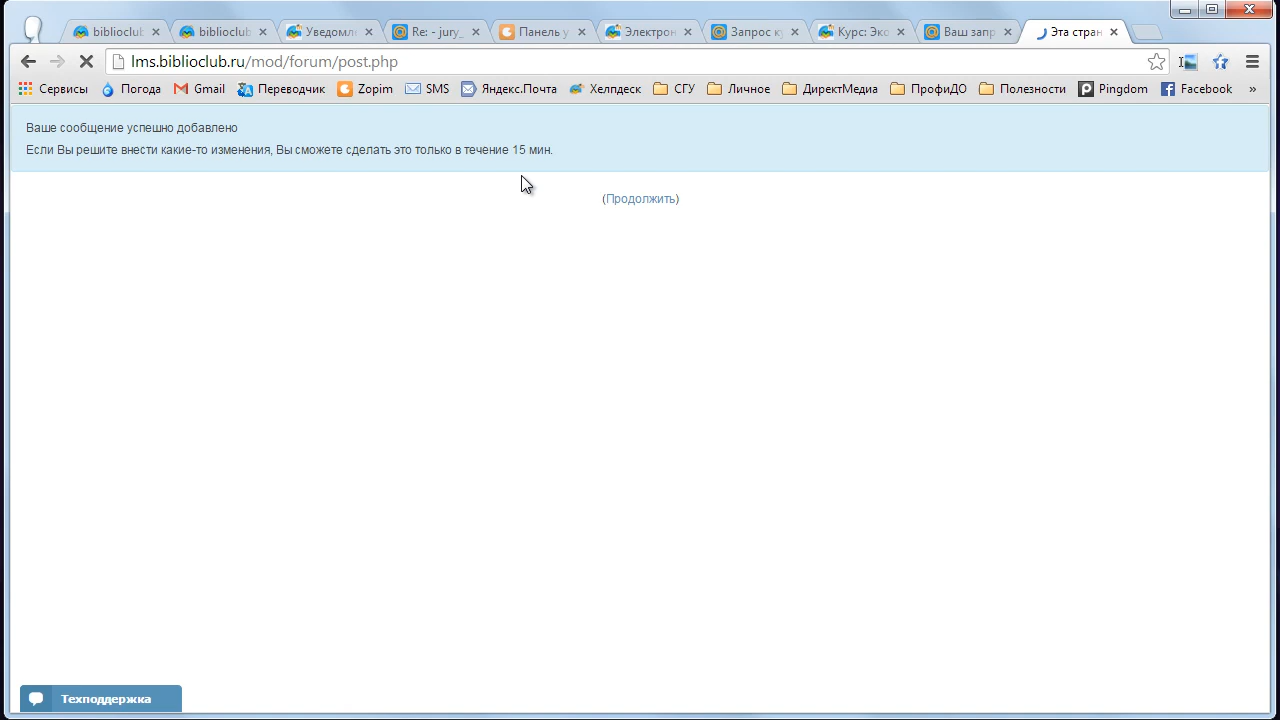 biblioclub
biblioclub
Уведомле
Re: - jury_
Панель у
Электрон
Запрос к
Курс: Эко
Ваш запр
Эта стран
lms.biblioclub.ru/mod/forum/post.php
Сервисы
Погода
Gmail
Переводчик
Zopim
SMS
Яндекс.Почта
Хелпдеск
СГУ
Личное
ДиректМедиа
ПрофиДО
Полезности
Pingdom
Facebook
»
Ваше сообщение успешно добавлено
Если Вы решите внести какие-то изменения, Вы сможете сделать это только в течение 15 мин.
(Продолжить)
Техподдержка